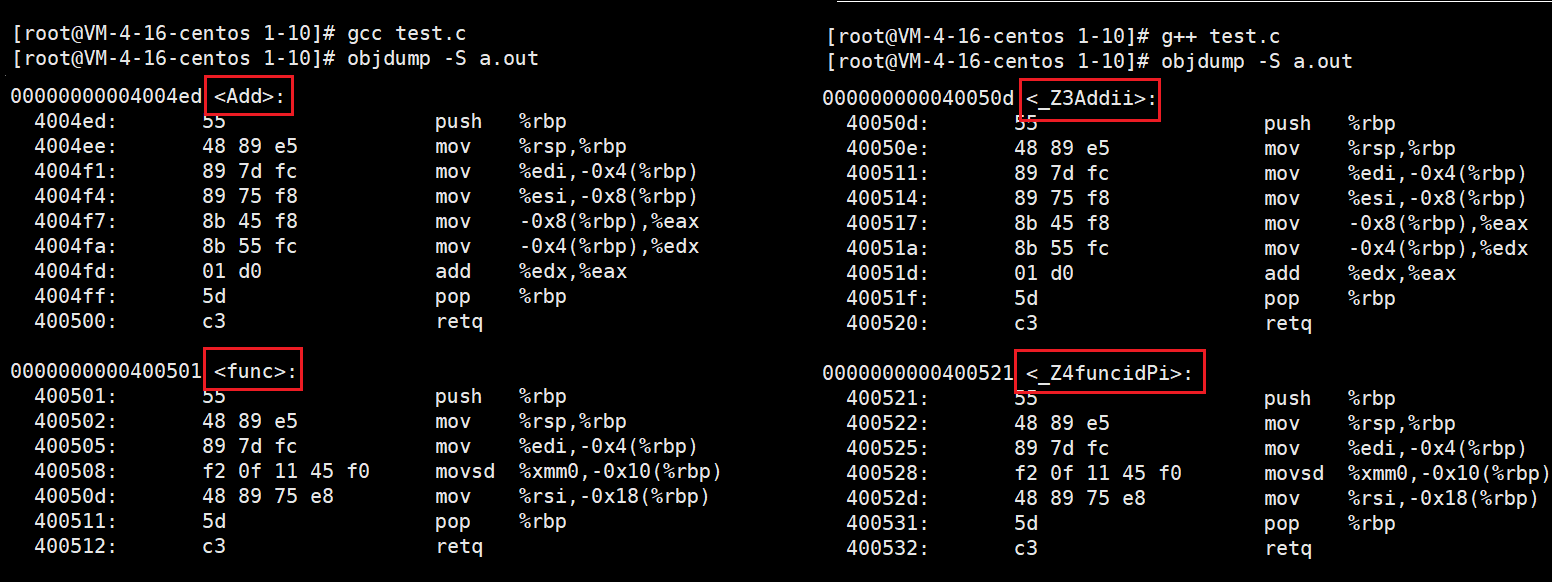 [root@VM-4-16-centos 1-10]# gcc test.c
[root@VM-4-16-centos 1-10]# objdump -S a.out
00000000004004ed <Add>:
4004ed: 55 push %rbp
4004ee: 48 89 e5 mov %rsp,%rbp
4004f1: 89 7d fc mov %edi,-0x4(%rbp)
4004f4: 89 75 f8 mov %esi,-0x8(%rbp)
4004f7: 8b 45 f8 mov -0x8(%rbp),%eax
4004fa: 8b 55 fc mov -0x4(%rbp),%edx
4004fd: 01 d0 add %edx,%eax
4004ff: 5d pop %rbp
400500: c3 retq
0000000000400501 <func>:
400501: 55 push %rbp
400502: 48 89 e5 mov %rsp,%rbp
400505: 89 7d fc mov %edi,-0x4(%rbp)
400508: f2 0f 11 45 f0 movsd %xmm0,-0x10(%rbp)
40050d: 48 89 75 e8 mov %rsi,-0x18(%rbp)
400511: 5d pop %rbp
400512: c3 retq
[root@VM-4-16-centos 1-10]# g++ test.c
[root@VM-4-16-centos 1-10]# objdump -S a.out
000000000040050d <_Z3Addii>:
40050d: 55 push %rbp
40050e: 48 89 e5 mov %rsp,%rbp
400511: 89 7d fc mov %edi,-0x4(%rbp)
400514: 89 75 f8 mov %esi,-0x8(%rbp)
400517: 8b 45 f8 mov -0x8(%rbp),%eax
40051a: 8b 55 fc mov -0x4(%rbp),%edx
40051d: 01 d0 add %edx,%eax
40051f: 5d pop %rbp
400520: c3 retq
0000000000400521 <_Z4funcidPi>:
400521: 55 push %rbp
400522: 48 89 e5 mov %rsp,%rbp
400525: 89 7d fc mov %edi,-0x4(%rbp)
400528: f2 0f 11 45 f0 movsd %xmm0,-0x10(%rbp)
40052d: 48 89 75 e8 mov %rsi,-0x18(%rbp)
400531: 5d pop %rbp
400532: c3 retq